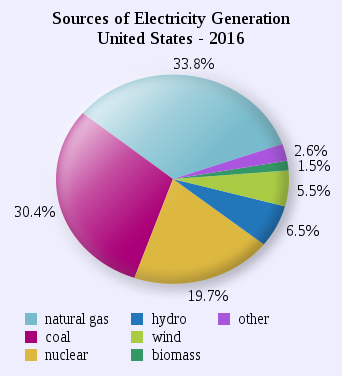 Sources of Electricity Generation
United States - 2016
33.8%
2.6%
1.5%
5.5%
6.5%
19.7%
30.4%
natural gas
hydro
other
coal
wind
nuclear
biomass